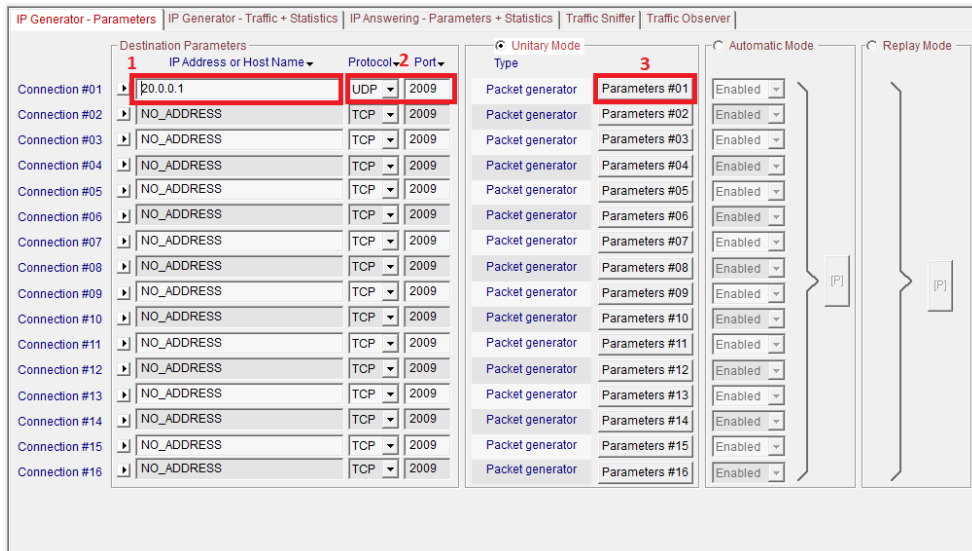 IP Generator - Parameters IP Generator - Traffic + Statistics IP Answering - Parameters + Statistics Traffic Sniffer Traffic Observer
Destination Parameters Unitary Mode Automatic Mode Replay Mode
1 IP Address or Host Name Protocol 2 Port Type 3
Connection #01 20.0.0.1 UDP 2009 Packet generator Parameters #01 Enabled
Connection #02 NO_ADDRESS TCP 2009 Packet generator Parameters #02 Enabled
Connection #03 NO_ADDRESS TCP 2009 Packet generator Parameters #03 Enabled
Connection #04 NO_ADDRESS TCP 2009 Packet generator Parameters #04 Enabled
Connection #05 NO_ADDRESS TCP 2009 Packet generator Parameters #05 Enabled
Connection #06 NO_ADDRESS TCP 2009 Packet generator Parameters #06 Enabled
Connection #07 NO_ADDRESS TCP 2009 Packet generator Parameters #07 Enabled
Connection #08 NO_ADDRESS TCP 2009 Packet generator Parameters #08 Enabled [P] [P]
Connection #09 NO_ADDRESS TCP 2009 Packet generator Parameters #09 Enabled
Connection #10 NO_ADDRESS TCP 2009 Packet generator Parameters #10 Enabled
Connection #11 NO_ADDRESS TCP 2009 Packet generator Parameters #11 Enabled
Connection #12 NO_ADDRESS TCP 2009 Packet generator Parameters #12 Enabled
Connection #13 NO_ADDRESS TCP 2009 Packet generator Parameters #13 Enabled
Connection #14 NO_ADDRESS TCP 2009 Packet generator Parameters #14 Enabled
Connection #15 NO_ADDRESS TCP 2009 Packet generator Parameters #15 Enabled
Connection #16 NO_ADDRESS TCP 2009 Packet generator Parameters #16 Enabled